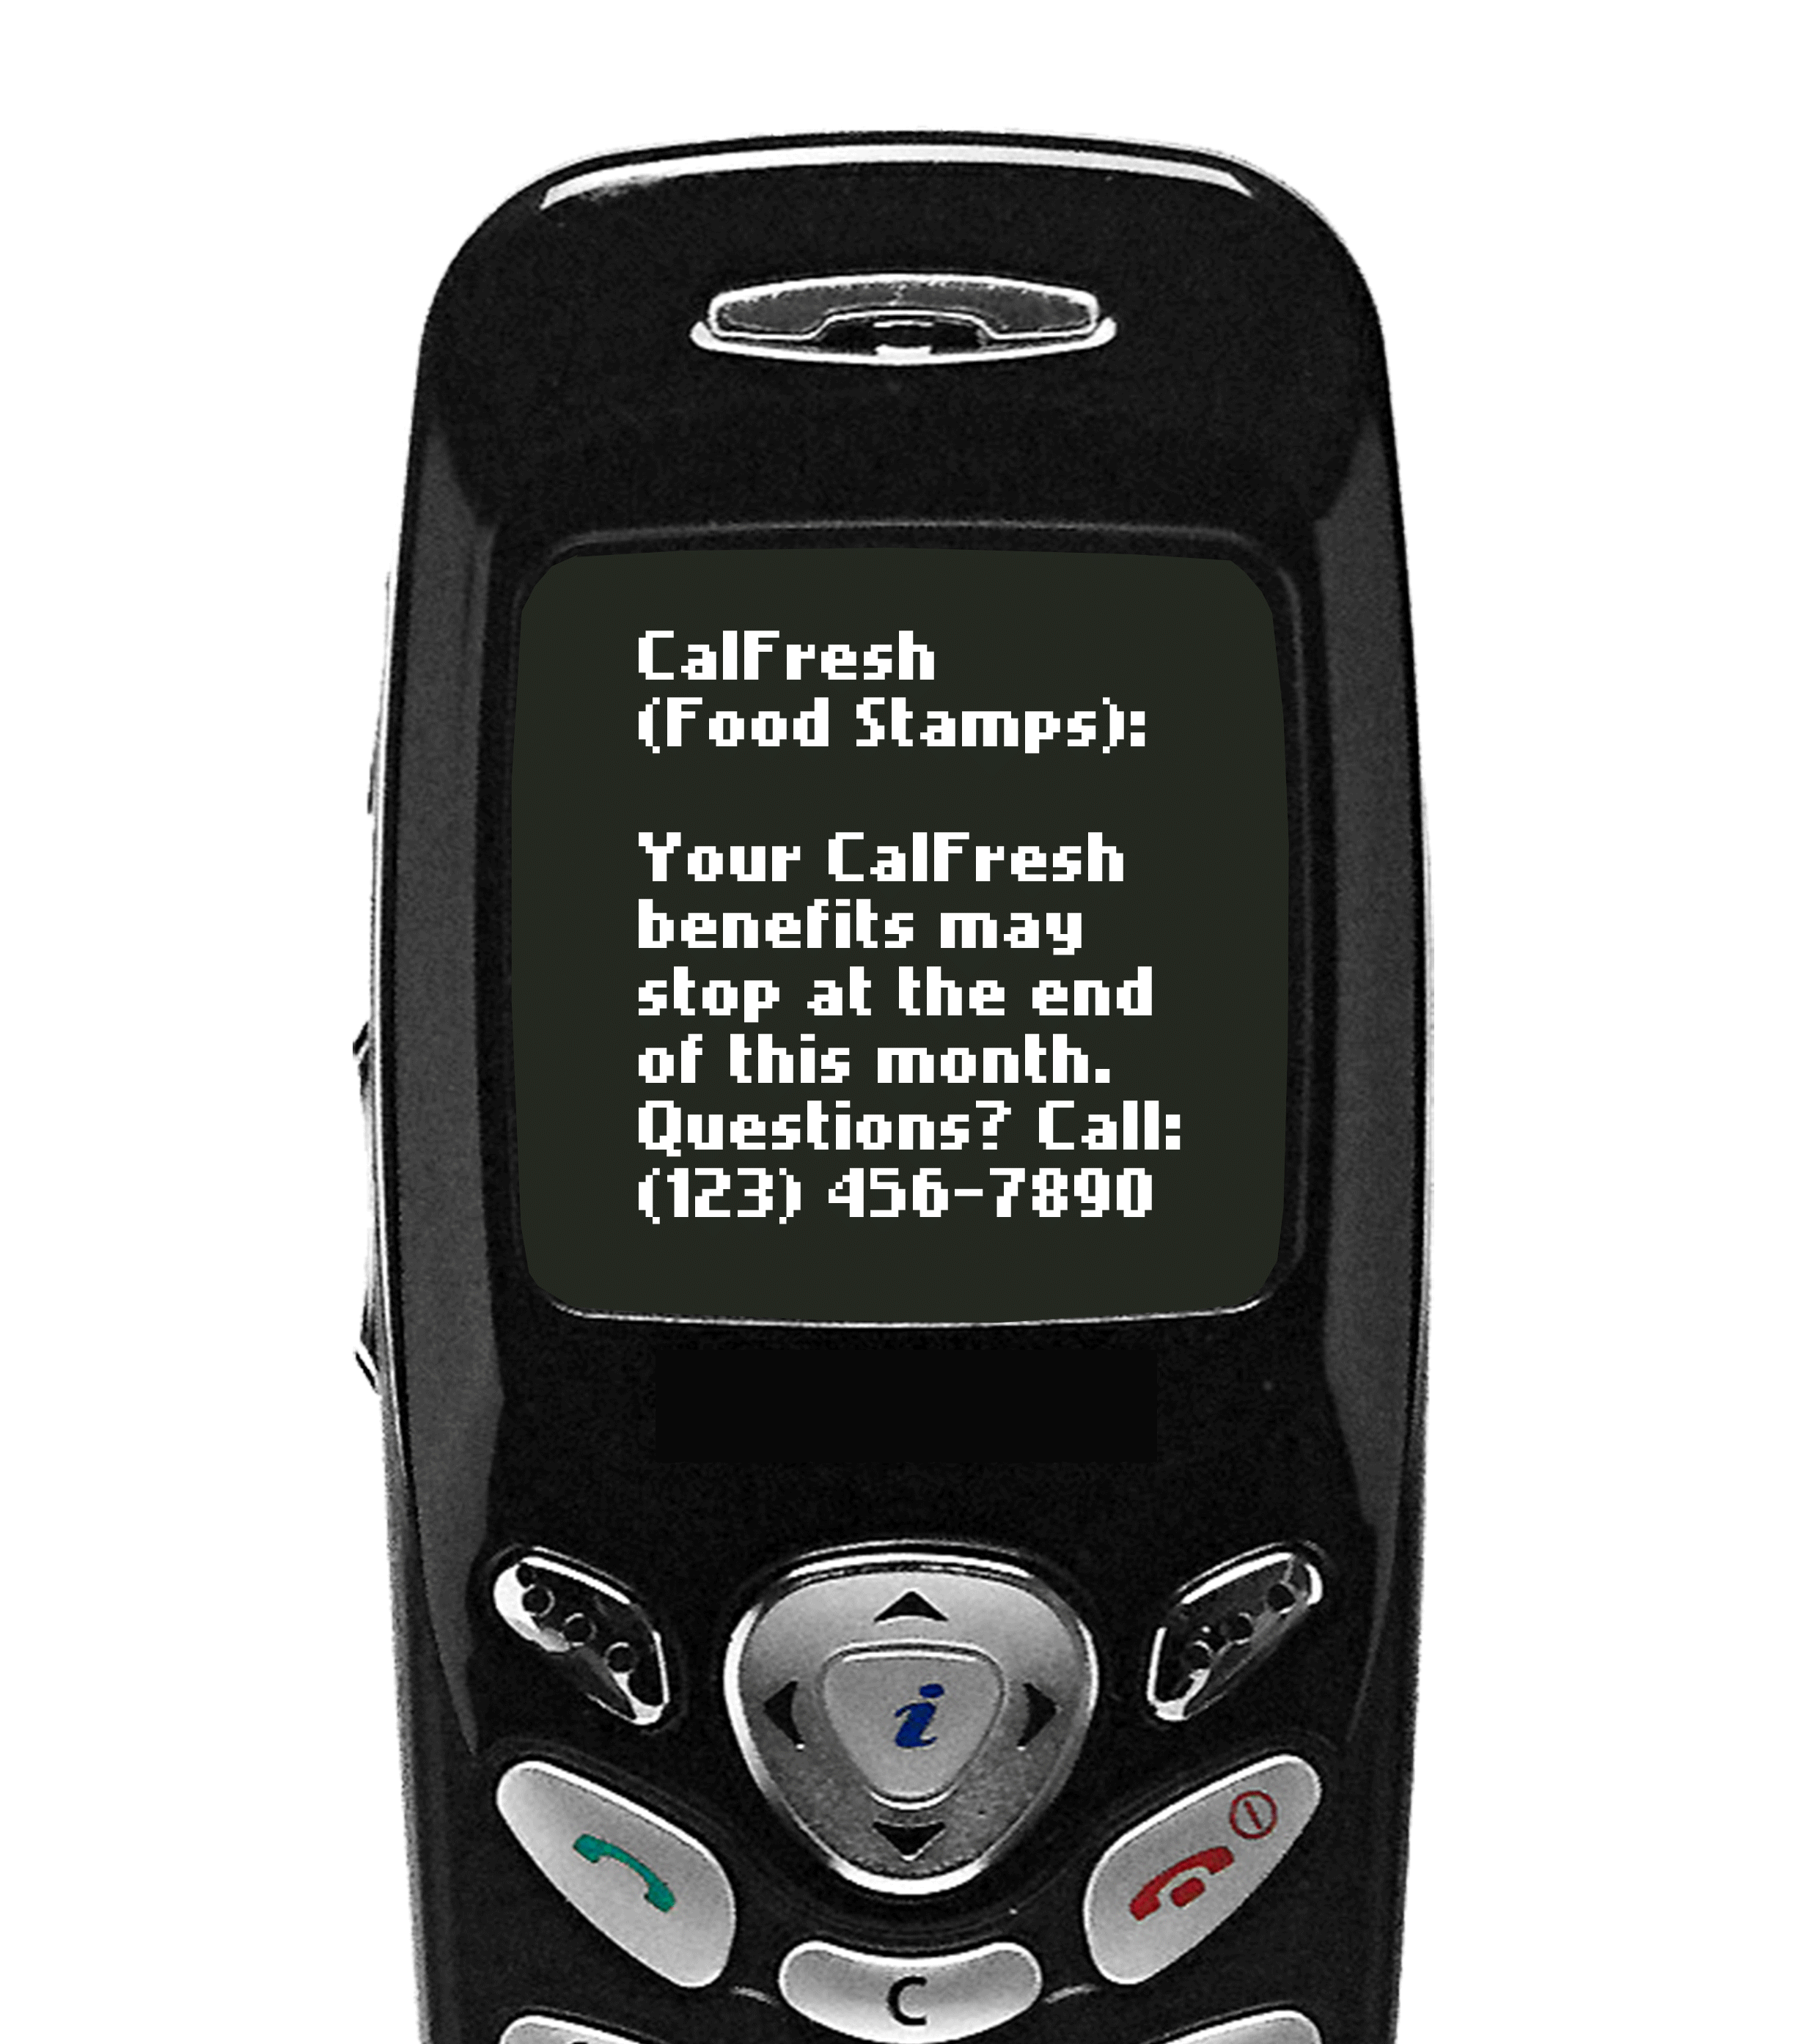 CalFresh
(Food Stamps):
Your CalFresh
benefits may
stop at the end
of this month.
Questions? Call:
(123) 456-7890
i
C